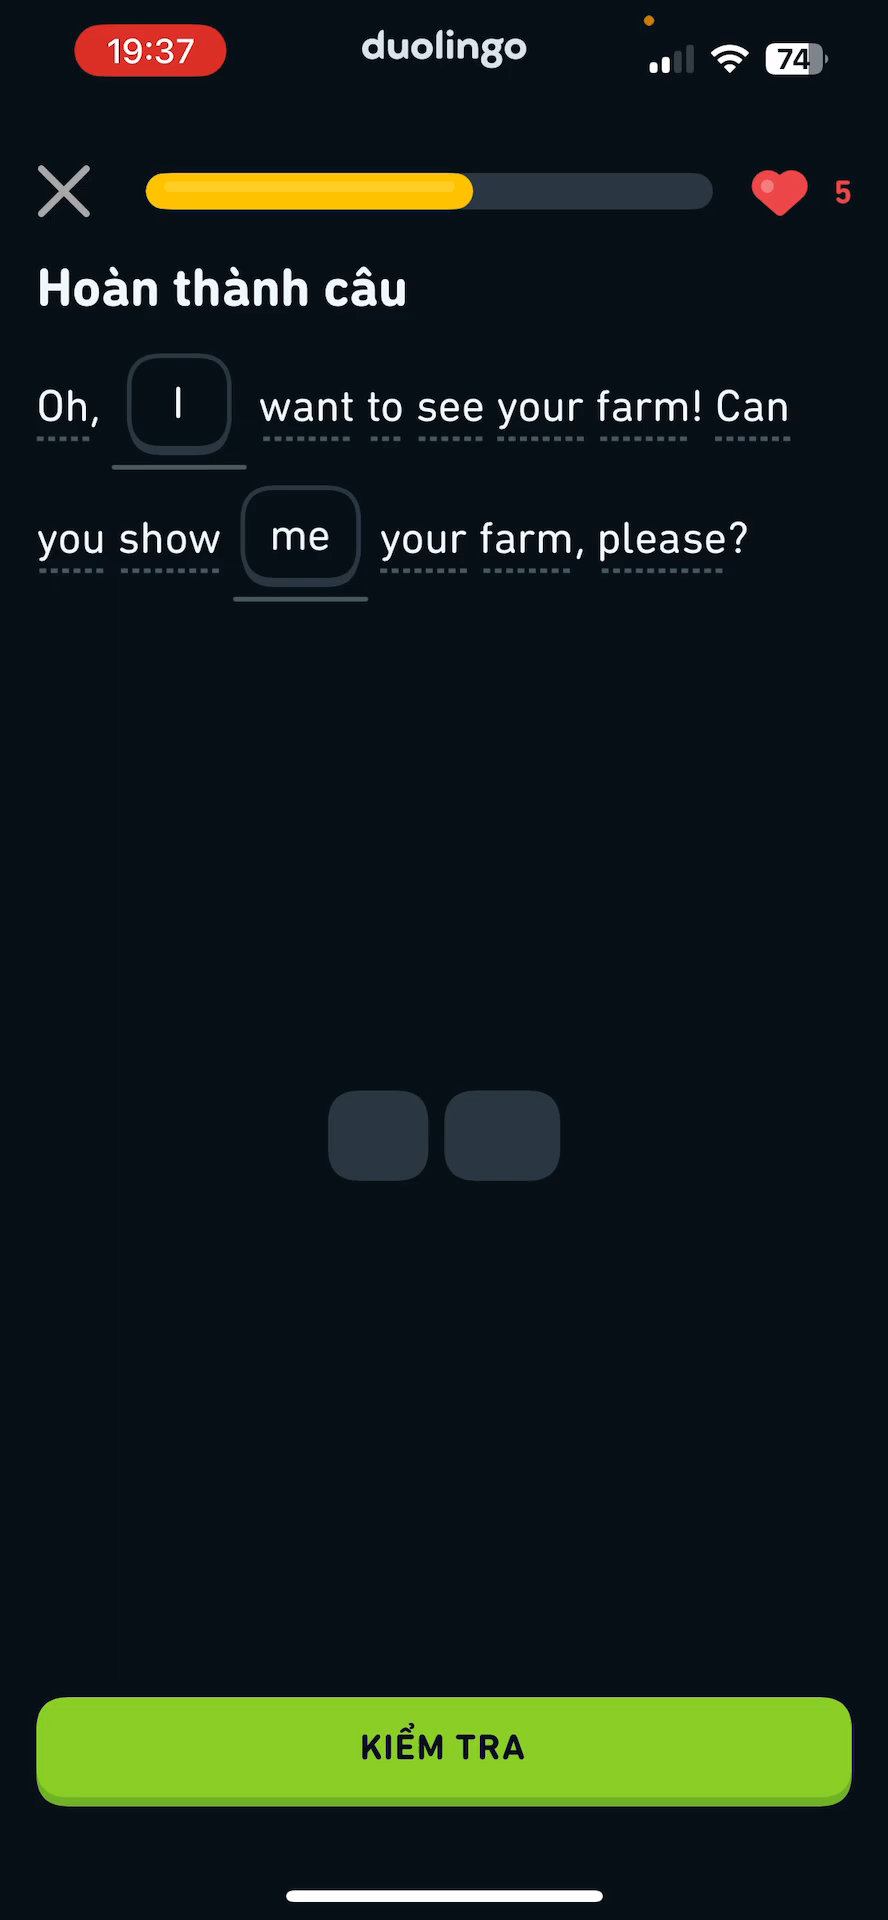 19:37
duolingo
74
5
Hoàn thành câu
Oh, I want to see your farm! Can
you show me your farm, please?
KIỂM TRA